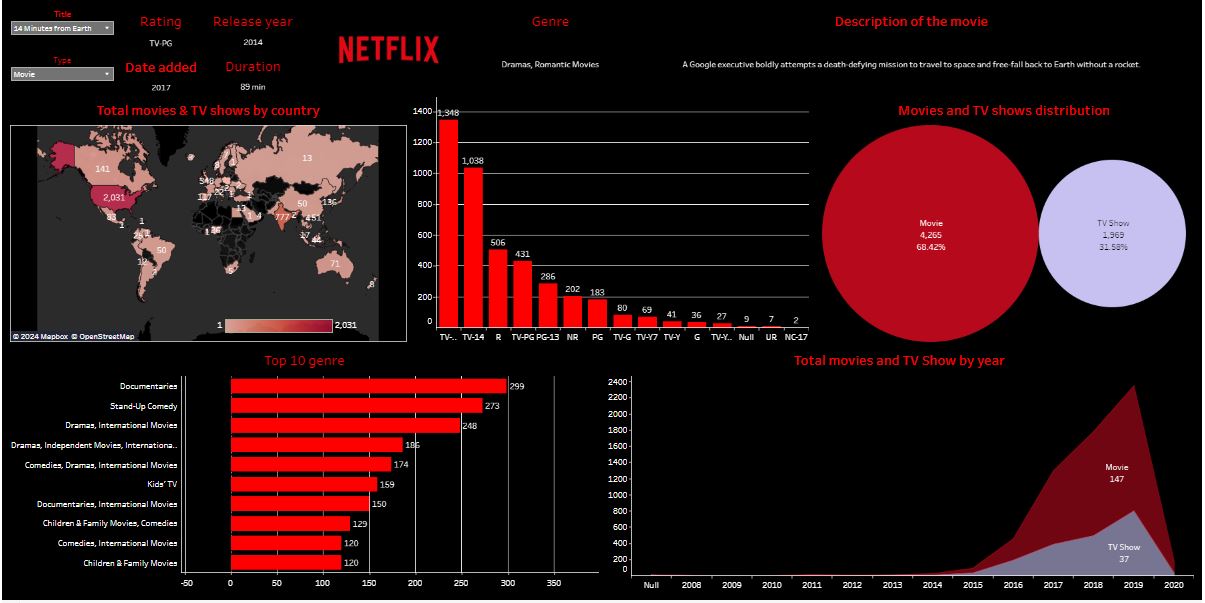 Title
14 Minutes from Earth
Type
Movie
Rating
TV-PG
Release year
2014
Date added
2017
Duration
89 min
NETFLIX
Genre
Dramas, Romantic Movies
Description of the movie
A Google executive boldly attempts a death-defying mission to travel to space and free-fall back to Earth without a rocket.
Total movies & TV shows by country
141
2,031
93
1
1
50
13
50
136
777
71
8
44
17
1
2,031
© 2024 Mapbox © OpenStreetMap
1400
1200
1000
800
600
400
200
0
1,348
1,038
506
431
286
202
183
80
69
41
36
27
9
7
2
TV-..
TV-14
R
TV-PG
PG-13
NR
PG
TV-G
TV-Y7
TV-Y
G
TV-Y..
Null
UR
NC-17
Movies and TV shows distribution
Movie
4,265
68.42%
TV Show
1,969
31.58%
Top 10 genre
Documentaries
299
Stand-Up Comedy
273
Dramas, International Movies
248
Dramas, Independent Movies, Internationa..
186
Comedies, Dramas, International Movies
174
Kids' TV
159
Documentaries, International Movies
150
Children & Family Movies, Comedies
129
Comedies, International Movies
120
Children & Family Movies
120
-50 0 50 100 150 200 250 300 350
Total movies and TV Show by year
2400
2200
2000
1800
1600
1400
1200
1000
800
600
400
200
0
Movie
147
TV Show
37
Null 2008 2009 2010 2011 2012 2013 2014 2015 2016 2017 2018 2019 2020